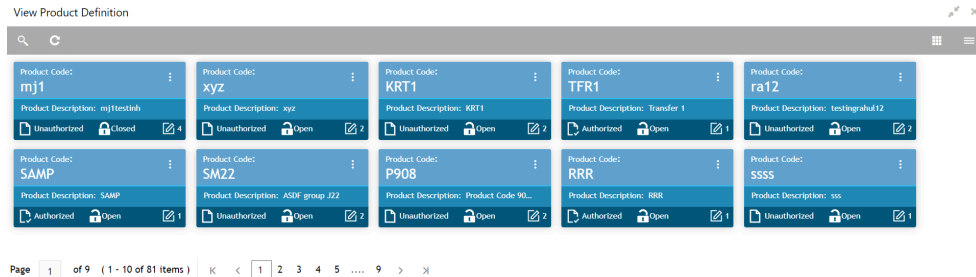 View Product Definition
Product Code: Product Code: Product Code: Product Code: Product Code:
mj1 xyz KRT1 TFR1 ra12
Product Description: mj1testinh Product Description: xyz Product Description: KRT1 Product Description: Transfer 1 Product Description: testingrahul12
Unauthorized Closed 4 Unauthorized Open 2 Unauthorized Open 2 Authorized Open 1 Unauthorized Open 2
Product Code: Product Code: Product Code: Product Code: Product Code:
SAMP SM22 P908 RRR ssss
Product Description: SAMP Product Description: ASDF group J22 Product Description: Product Code 90... Product Description: RRR Product Description: sss
Authorized Open 1 Unauthorized Open 2 Unauthorized Open 2 Authorized Open 1 Unauthorized Open 1
Page 1 of 9 ( 1 - 10 of 81 items ) 1 2 3 4 5 .... 9